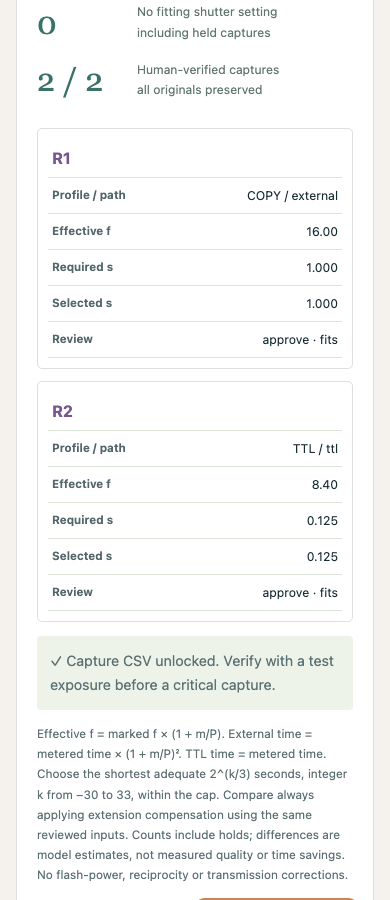 0
No fitting shutter setting
including held captures
2 / 2
Human-verified captures
all originals preserved
R1
Profile / path COPY / external
Effective f 16.00
Required s 1.000
Selected s 1.000
Review approve · fits
R2
Profile / path TTL / ttl
Effective f 8.40
Required s 0.125
Selected s 0.125
Review approve · fits
✓ Capture CSV unlocked. Verify with a test
exposure before a critical capture.
Effective f = marked f × (1 + m/P). External time =
metered time × (1 + m/P)². TTL time = metered time.
Choose the shortest adequate 2^(k/3) seconds, integer
k from −30 to 33, within the cap. Compare always
applying extension compensation using the same
reviewed inputs. Counts include holds; differences are
model estimates, not measured quality or time savings.
No flash-power, reciprocity or transmission corrections.